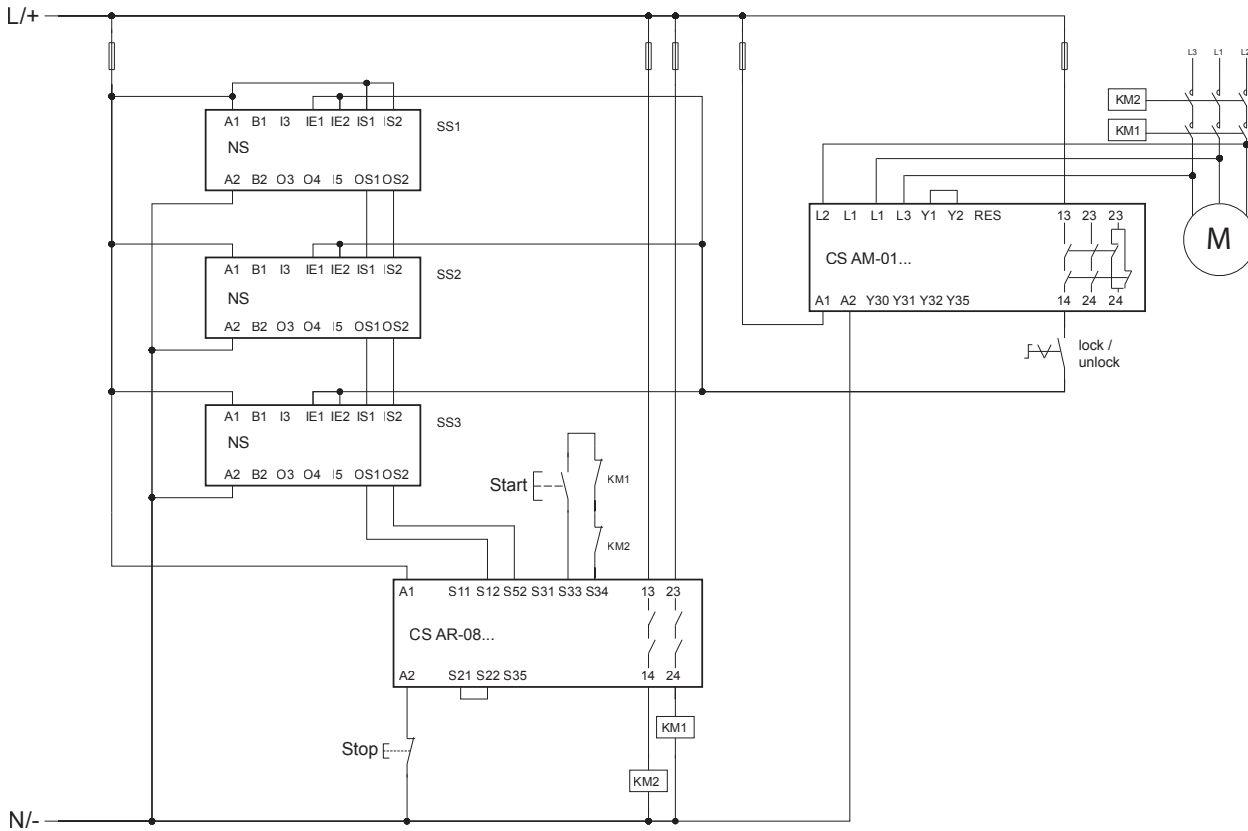 L/+
L3 L1 L2
KM2
KM1
A1 B1 I3 IE1 IE2 IS1 IS2
SS1
NS
A2 B2 O3 O4 I5 OS1 OS2
L2 L1 L1 L3 Y1 Y2 RES 13 23 23
M
CS AM-01...
A1 A2 Y30 Y31 Y32 Y35 14 24 24
A1 B1 I3 IE1 IE2 IS1 IS2
SS2
NS
A2 B2 O3 O4 I5 OS1 OS2
lock /
unlock
A1 B1 I3 IE1 IE2 IS1 IS2
SS3
NS
A2 B2 O3 O4 I5 OS1 OS2
Start
KM1
KM2
A1 S11 S12 S52 S31 S33 S34 13 23
CS AR-08...
A2 S21 S22 S35 14 24
KM1
Stop
KM2
N/-